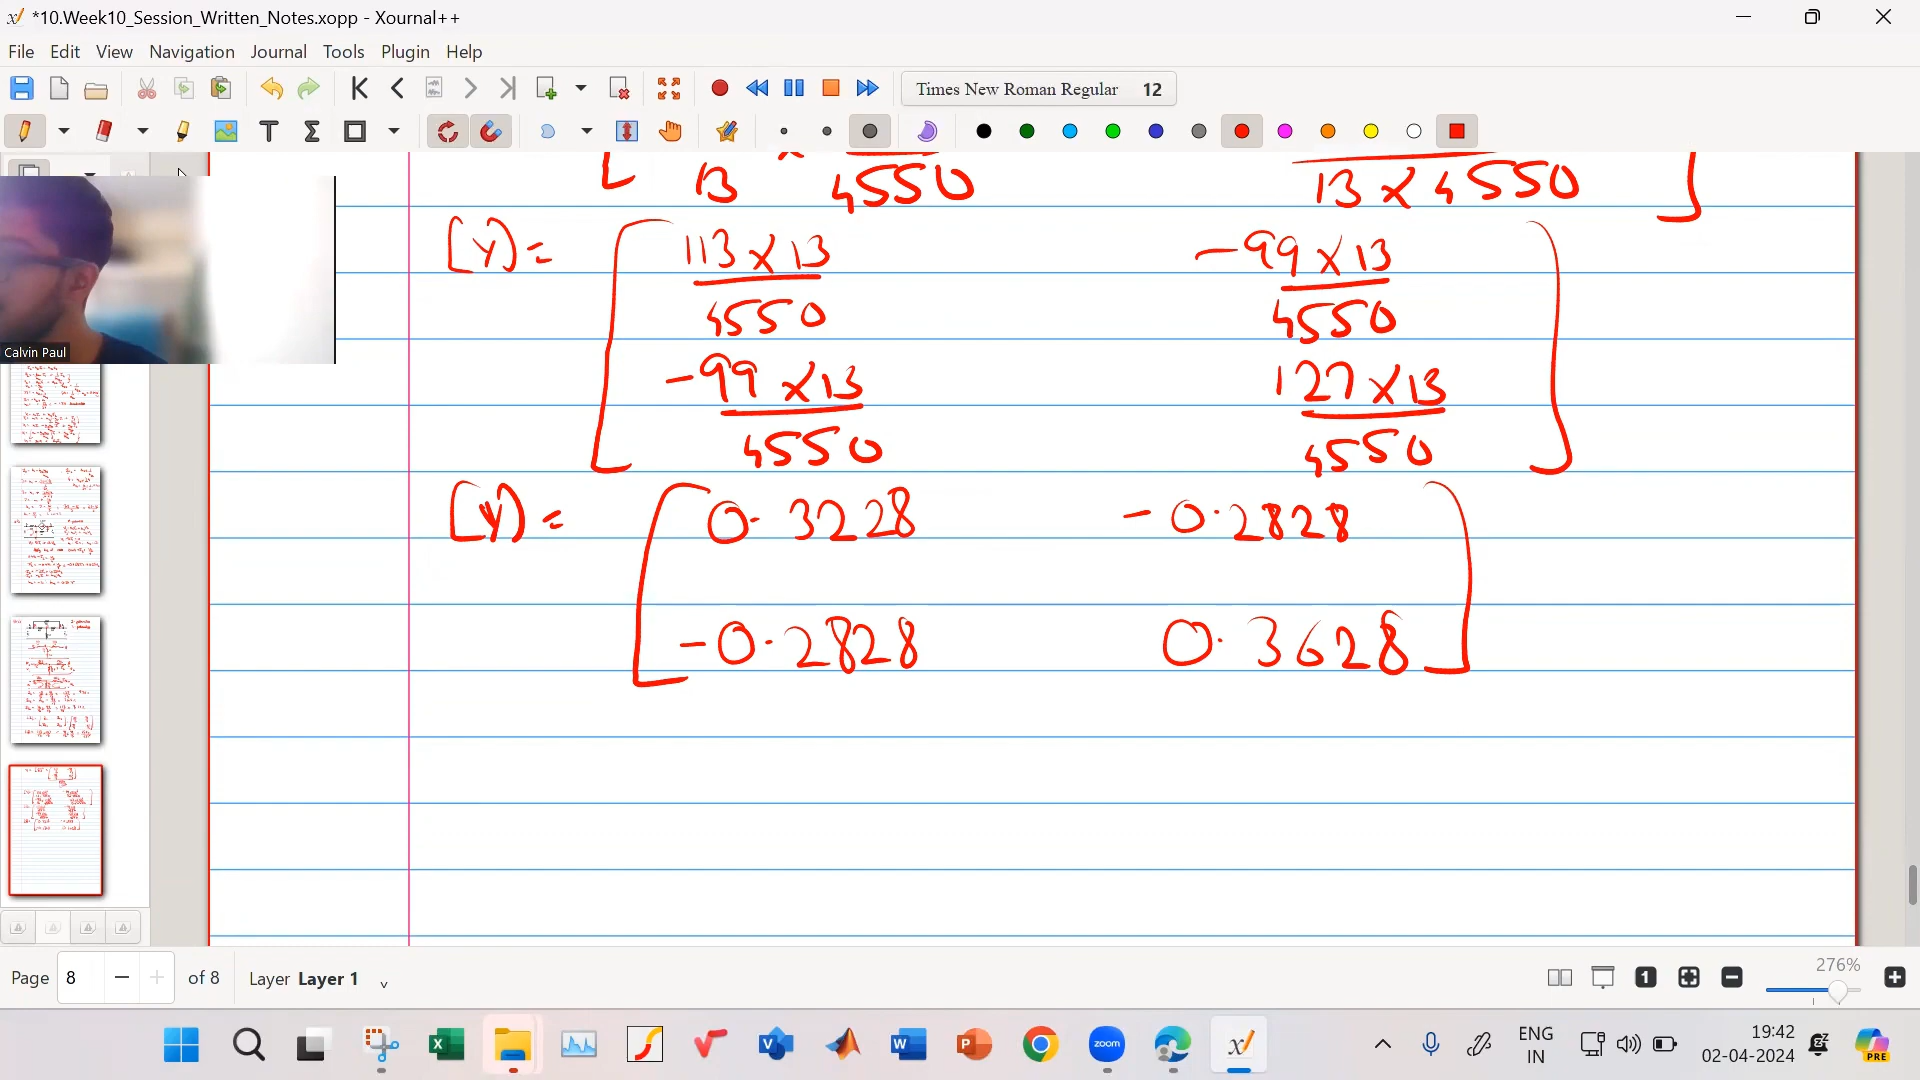 *10.Week10_Session_Written_Notes.xopp - Xournal++
File Edit View Navigation Journal Tools Plugin Help
Times New Roman Regular 12
13 × 4550 13 × 4550
[Y] = [ 113 × 13 / 4550 -99 × 13 / 4550
-99 × 13 / 4550 127 × 13 / 4550 ]
[Y] = [ 0.3228 -0.2828
-0.2828 0.3628 ]
Calvin Paul
Page 8 of 8 Layer Layer 1
276%
zoom
ENG
IN
19:42
02-04-2024
PRE